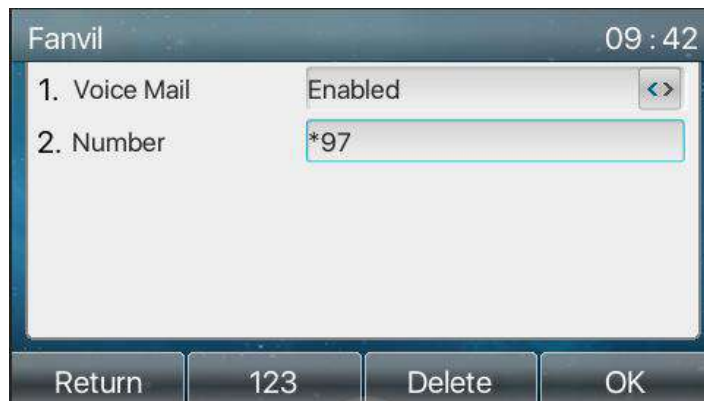 Fanvil 09:42
1. Voice Mail Enabled <>
2. Number *97
Return 123 Delete OK